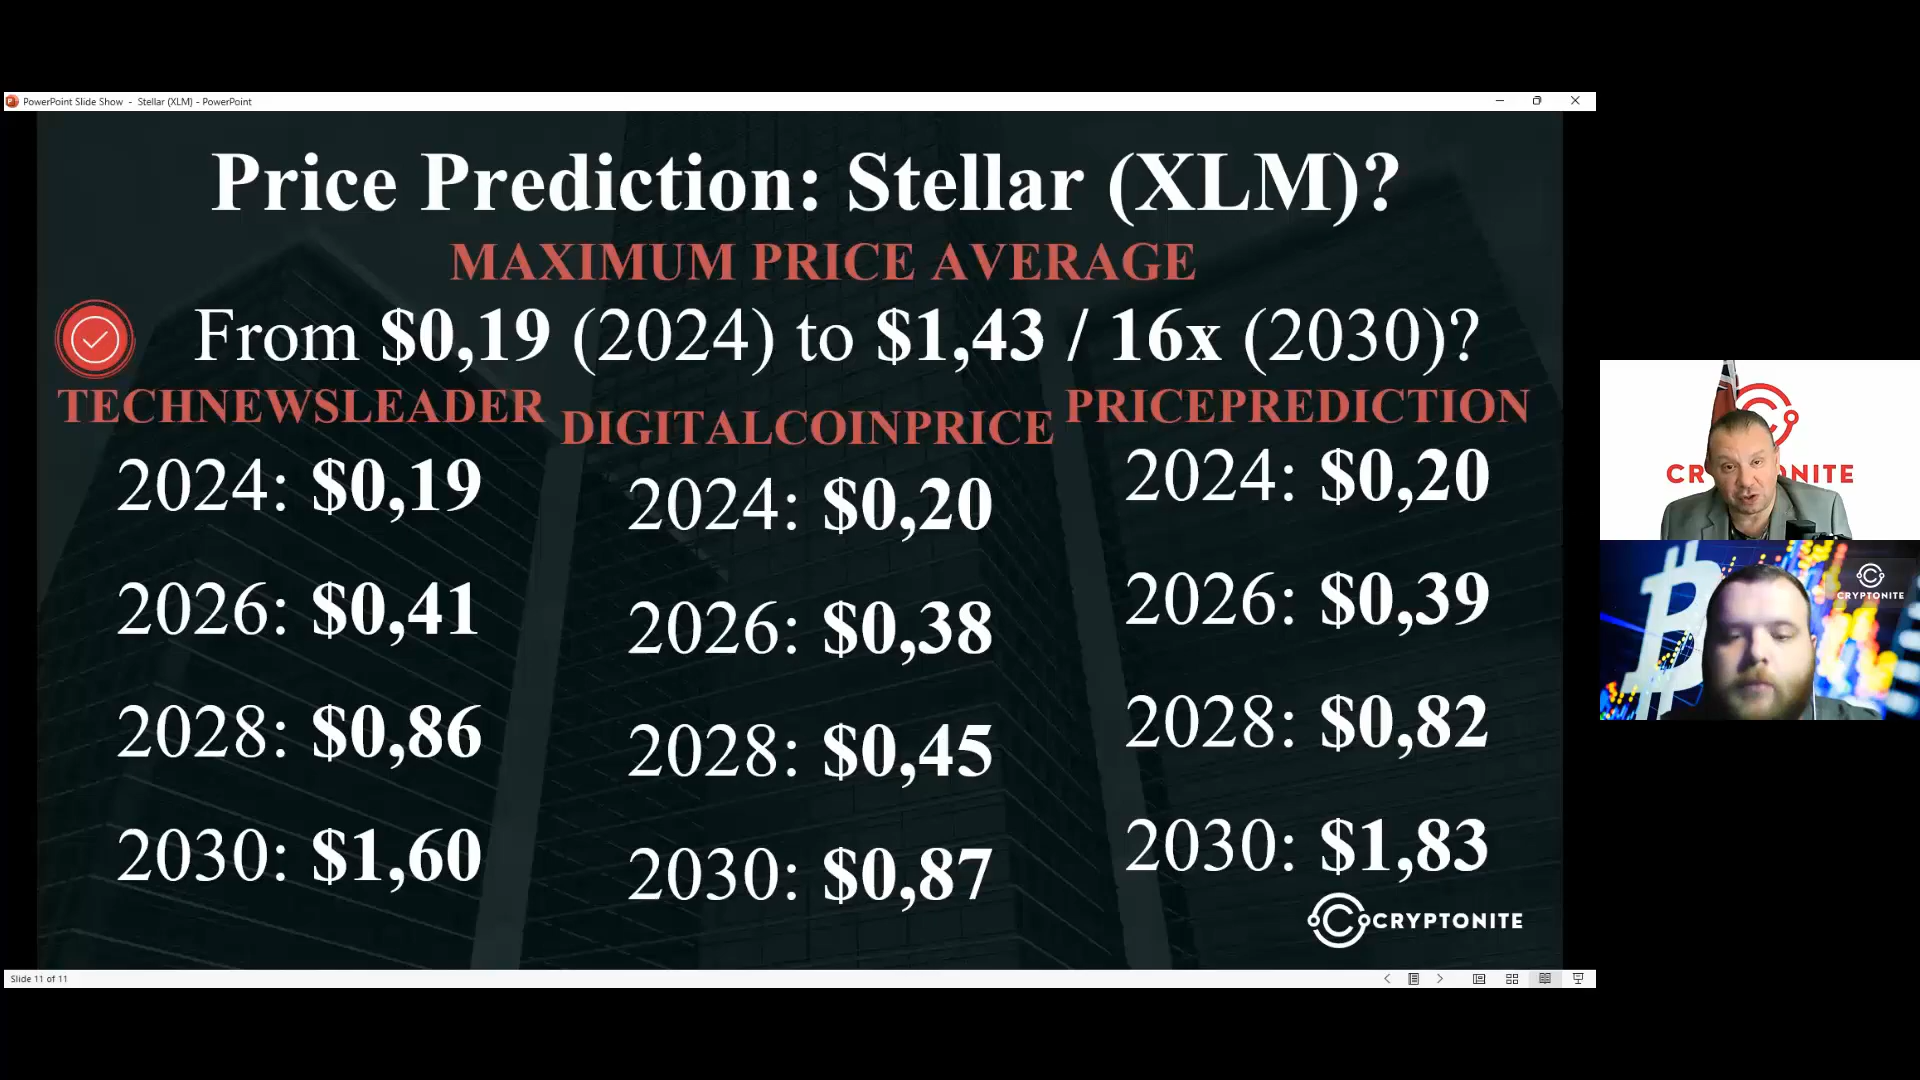 PowerPoint Slide Show - Stellar (XLM) - PowerPoint
Price Prediction: Stellar (XLM)?
MAXIMUM PRICE AVERAGE
From $0,19 (2024) to $1,43 / 16x (2030)?
TECHNEWSLEADER
2024: $0,19
2026: $0,41
2028: $0,86
2030: $1,60
DIGITALCOINPRICE
2024: $0,20
2026: $0,38
2028: $0,45
2030: $0,87
PRICEPREDICTION
2024: $0,20
2026: $0,39
2028: $0,82
2030: $1,83
CRYPTONITE
Slide 11 of 11
CRYPTONITE